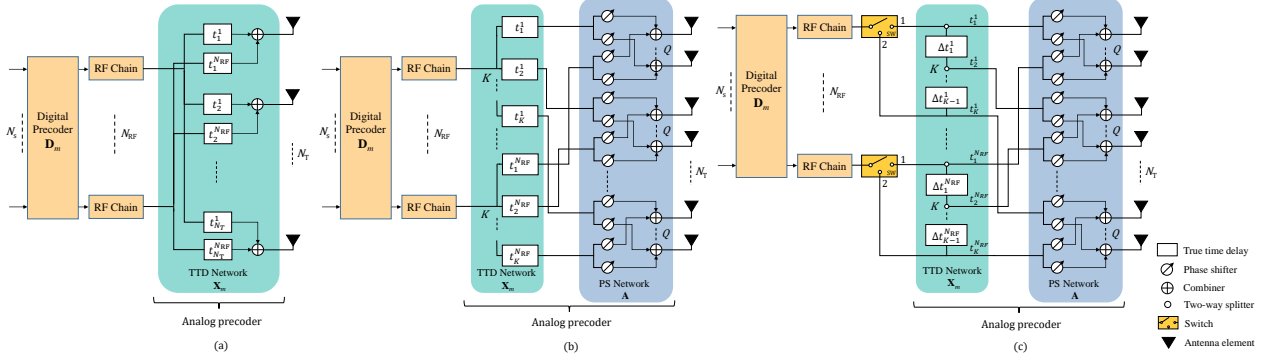 N_s
Digital
Precoder
D_m
RF Chain
N_RF
RF Chain
t_1^1
t_1^{N_RF}
t_2^1
t_2^{N_RF}
t_{N_T}^1
t_{N_T}^{N_RF}
N_T
TTD Network
X_m
Analog precoder
(a)
N_s
Digital
Precoder
D_m
RF Chain
N_RF
RF Chain
K
t_1^1
t_2^1
t_K^1
K
t_1^{N_RF}
t_2^{N_RF}
t_K^{N_RF}
TTD Network
X_m
Q
Q
Q
N_T
PS Network
A
Analog precoder
(b)
N_s
Digital
Precoder
D_m
RF Chain
N_RF
RF Chain
1
SW
2
1
SW
2
t_1^1
Δt_1^1
K
t_2^1
Δt_{K-1}^1
t_K^1
t_1^{N_RF}
Δt_1^{N_RF}
K
t_2^{N_RF}
Δt_{K-1}^{N_RF}
t_K^{N_RF}
TTD Network
X_m
Q
Q
Q
N_T
PS Network
A
Analog precoder
(c)
True time delay
Phase shifter
Combiner
Two-way splitter
Switch
Antenna element